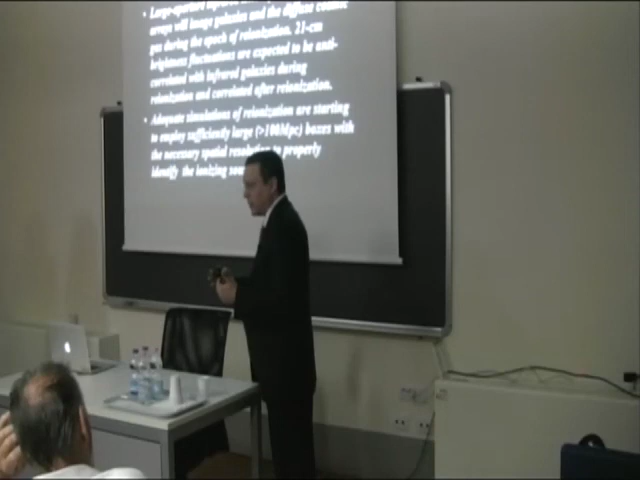 • Large-aperture
arrays will image galaxies and the diffuse cosmic
gas during the epoch of reionization. 21-cm
brightness fluctuations are expected to be anti-
correlated with infrared galaxies during
reionization and correlated after reionization.
• Adequate simulations of reionization are starting
to employ sufficiently large (>100Mpc) boxes with
the necessary spatial resolution to properly
identify the ionizing